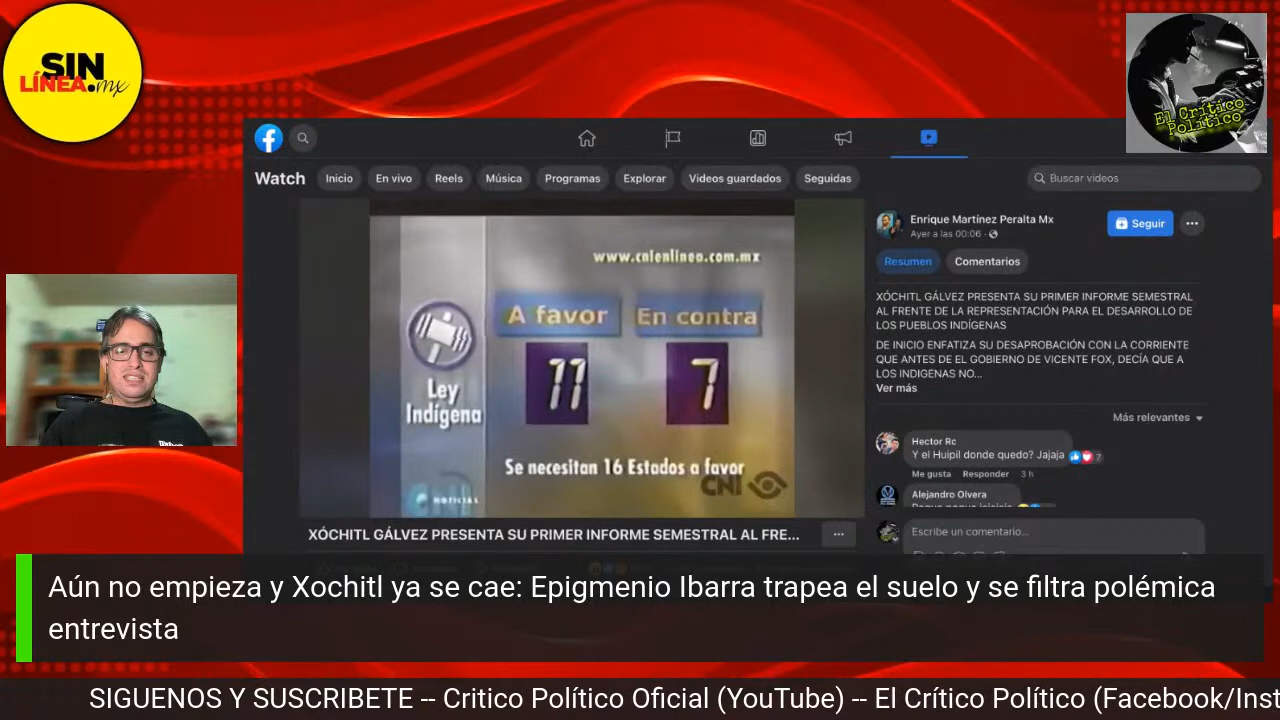 SIN
LÍNEA.mx
El Crítico
Político
Watch
Inicio
En vivo
Reels
Música
Programas
Explorar
Videos guardados
Seguidas
Buscar videos
www.cnienlinea.com.mx
A favor
En contra
11
7
Ley
Indígena
Se necesitan 16 Estados a favor
CNI
noticias
XÓCHITL GÁLVEZ PRESENTA SU PRIMER INFORME SEMESTRAL AL FRE...
Enrique Martínez Peralta Mx
Ayer a las 00:06 ·
Seguir
Resumen
Comentarios
XÓCHITL GÁLVEZ PRESENTA SU PRIMER INFORME SEMESTRAL
AL FRENTE DE LA REPRESENTACIÓN PARA EL DESARROLLO DE
LOS PUEBLOS INDÍGENAS
DE INICIO ENFATIZA SU DESAPROBACIÓN CON LA CORRIENTE
QUE ANTES DE EL GOBIERNO DE VICENTE FOX, DECÍA QUE A
LOS INDIGENAS NO...
Ver más
Más relevantes
Hector Rc
Y el Huipil donde quedo? Jajaja
7
Me gusta Responder 3 h
Alejandro Olvera
Escribe un comentario...
Aún no empieza y Xochitl ya se cae: Epigmenio Ibarra trapea el suelo y se filtra polémica
entrevista
SIGUENOS Y SUSCRIBETE -- Critico Político Oficial (YouTube) -- El Crítico Político (Facebook/Inst